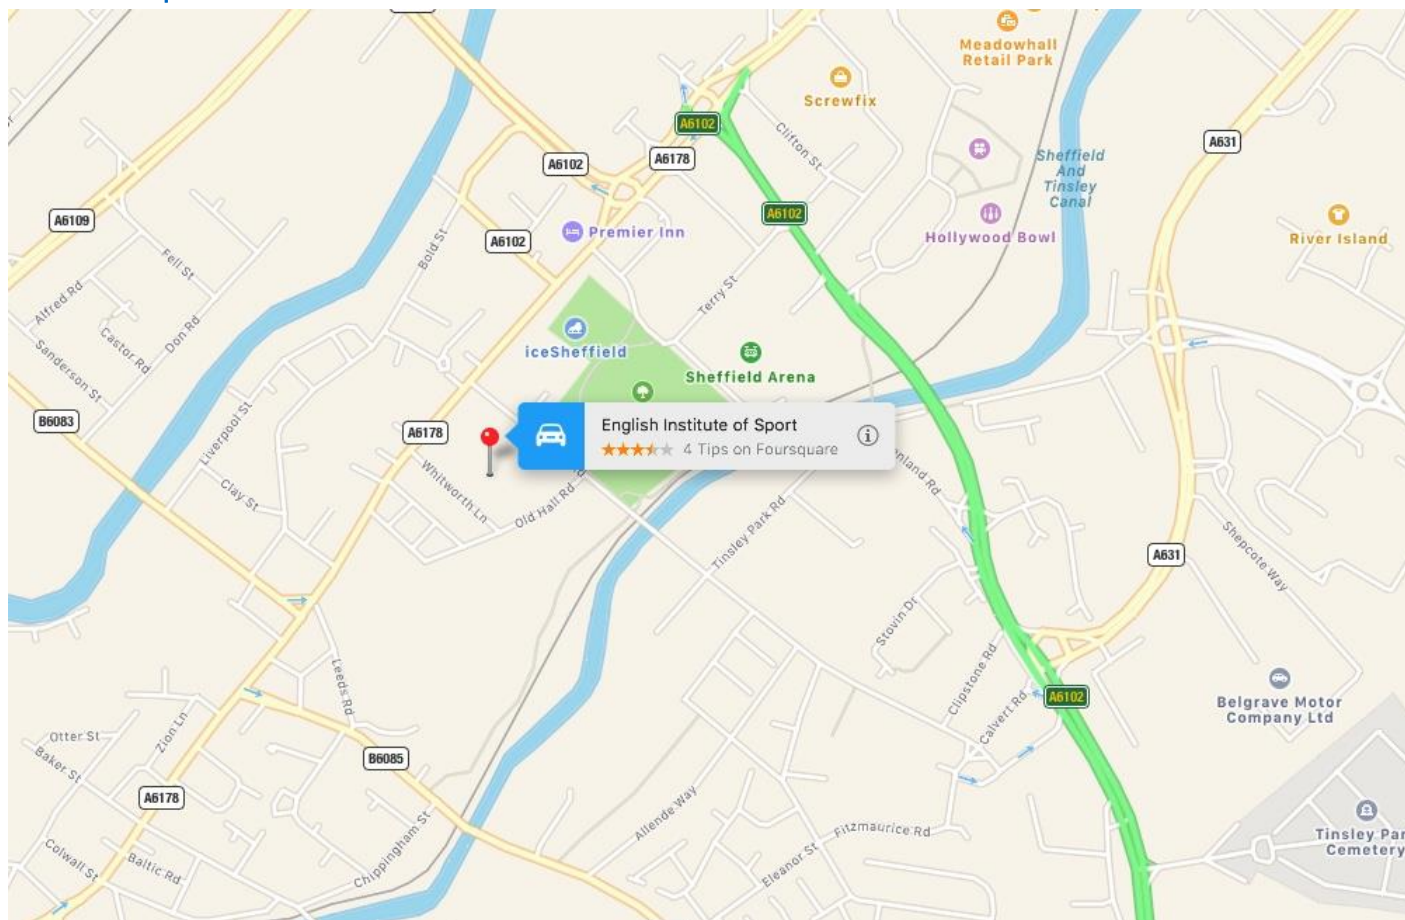 Meadowhall
Retail Park
Screwfix
A6102
Clifton St
A631
A6102
A6178
Sheffield
And
Tinsley
Canal
A6109
A6102
Premier Inn
Hollywood Bowl
River Island
Bold St
A6102
Fell St
Alfred Rd
Terry St
Castor Rd
Don Rd
iceSheffield
Sheffield Arena
Sanderson St
B6083
Liverpool St
A6178
English Institute of Sport
4 Tips on Foursquare
Whitworth Ln
Old Hall Rd
Clay St
Tinsley Park Rd
A631
Shepcote Way
Stovin Dr
Leeds Rd
Clipstone Rd
Calvert Rd
A6102
Belgrave Motor
Company Ltd
Otter St
Zion Ln
Baker St
B6085
A6178
Allende Way
Fitzmaurice Rd
Chippingham St
Eleanor St
Tinsley Par
Cemetery
Colwall St
Baltic Rd